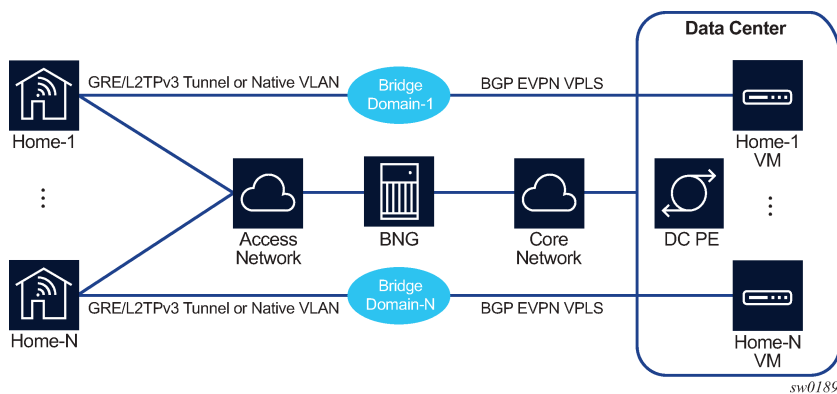 Data Center
GRE/L2TPv3 Tunnel or Native VLAN
Bridge
Domain-1
BGP EVPN VPLS
Home-1
Home-1
VM
Access
Network
BNG
Core
Network
DC PE
Bridge
Domain-N
GRE/L2TPv3 Tunnel or Native VLAN
BGP EVPN VPLS
Home-N
Home-N
VM
sw0189